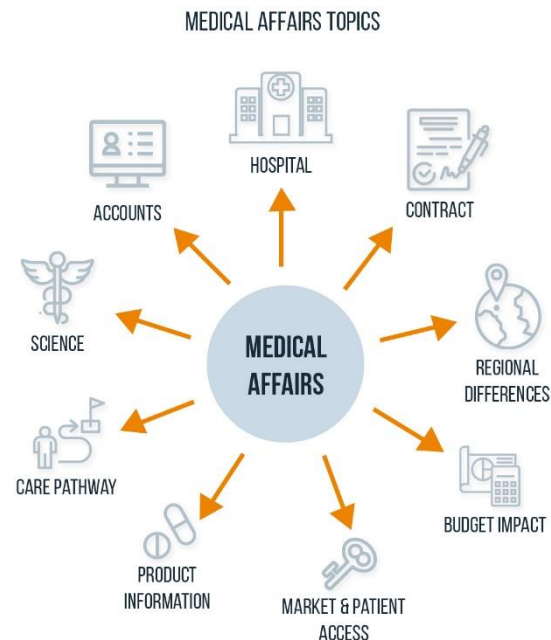 MEDICAL AFFAIRS TOPICS
HOSPITAL
CONTRACT
ACCOUNTS
REGIONAL
DIFFERENCES
SCIENCE
MEDICAL
AFFAIRS
CARE PATHWAY
BUDGET IMPACT
PRODUCT
INFORMATION
MARKET & PATIENT
ACCESS